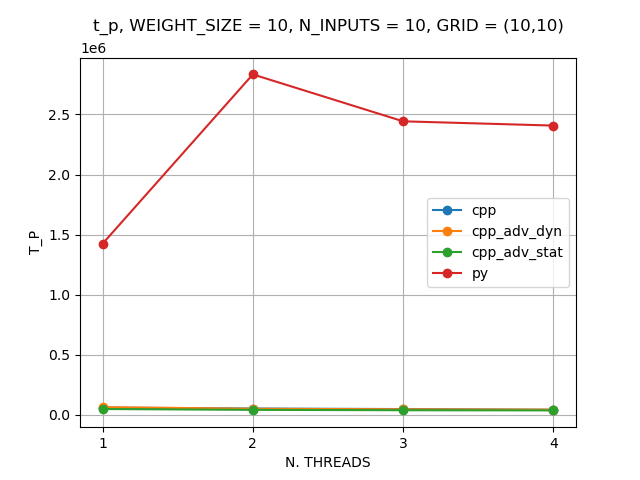 t_p, WEIGHT_SIZE = 10, N_INPUTS = 10, GRID = (10,10)
1e6
2.5
2.0
1.5
1.0
0.5
0.0
T_P
cpp
cpp_adv_dyn
cpp_adv_stat
py
1 2 3 4
N. THREADS